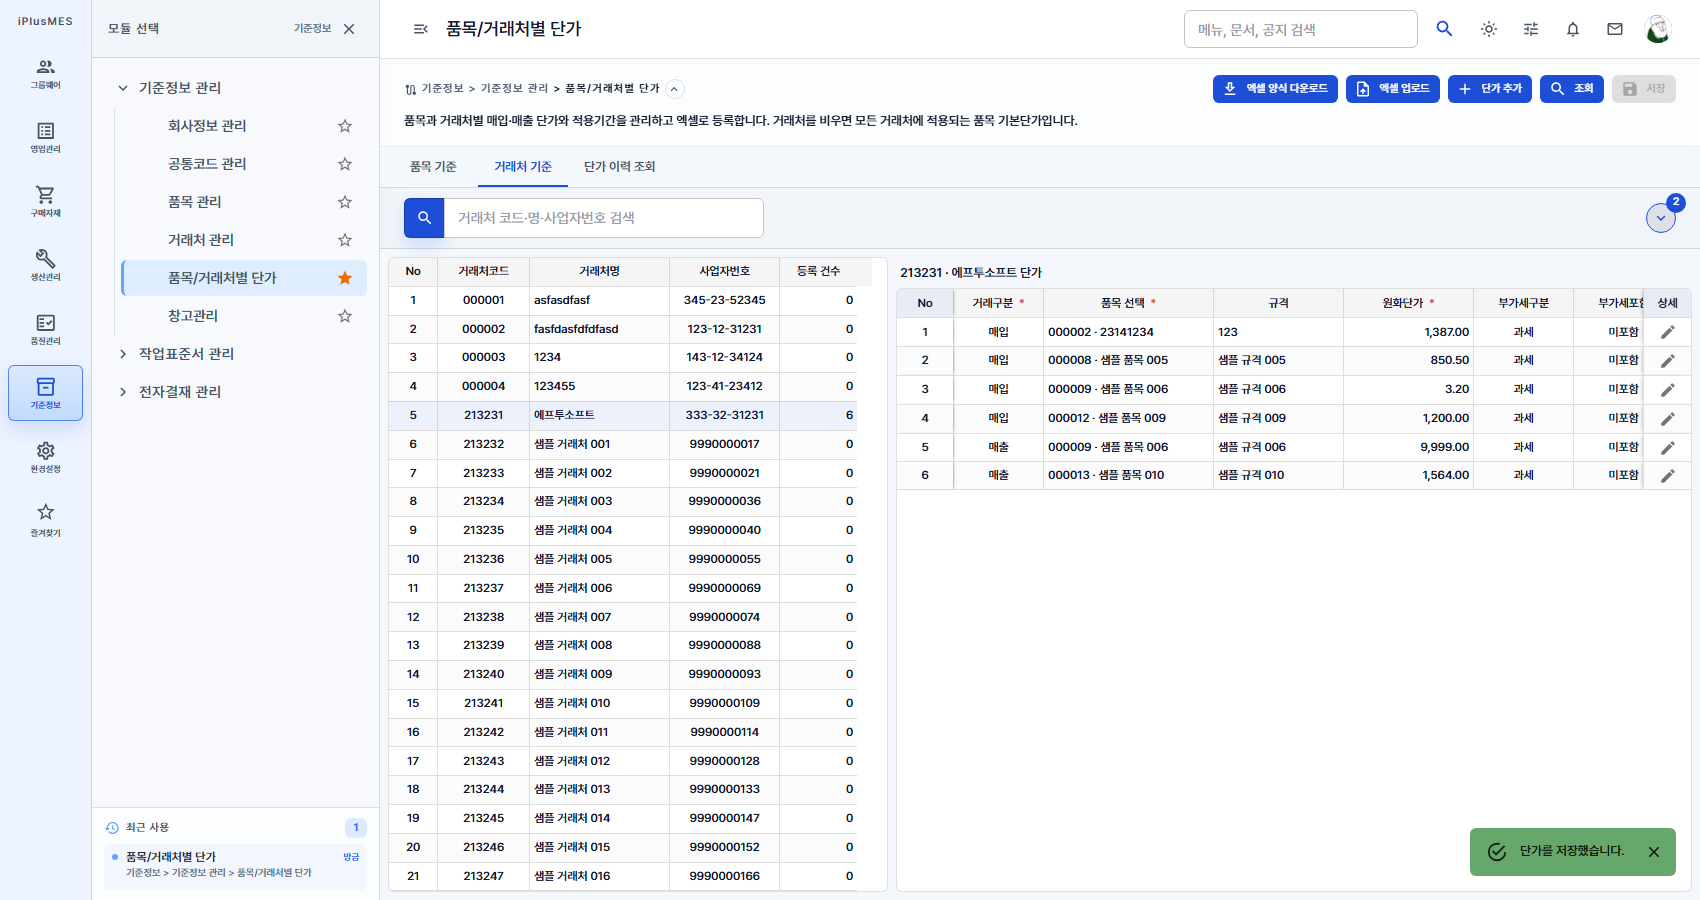 iPlusMES
그룹웨어
영업관리
구매자재
생산관리
품질관리
기준정보
환경설정
즐겨찾기
모듈 선택
기준정보
기준정보 관리
회사정보 관리
공통코드 관리
품목 관리
거래처 관리
품목/거래처별 단가
창고관리
작업표준서 관리
전자결재 관리
최근 사용 1
품목/거래처별 단가 방금
기준정보 > 기준정보 관리 > 품목/거래처별 단가
품목/거래처별 단가
메뉴, 문서, 공지 검색
기준정보 > 기준정보 관리 > 품목/거래처별 단가
엑셀 양식 다운로드 엑셀 업로드 단가 추가 조회 저장
품목과 거래처별 매입·매출 단가와 적용기간을 관리하고 엑셀로 등록합니다. 거래처를 비우면 모든 거래처에 적용되는 품목 기본단가입니다.
품목 기준 거래처 기준 단가 이력 조회
거래처 코드·명·사업자번호 검색
2
No 거래처코드 거래처명 사업자번호 등록 건수
1 000001 asfasdfasf 345-23-52345 0
2 000002 fasfdasfdfdfasd 123-12-31231 0
3 000003 1234 143-12-34124 0
4 000004 123455 123-41-23412 0
5 213231 에프투소프트 333-32-31231 6
6 213232 샘플 거래처 001 9990000017 0
7 213233 샘플 거래처 002 9990000021 0
8 213234 샘플 거래처 003 9990000036 0
9 213235 샘플 거래처 004 9990000040 0
10 213236 샘플 거래처 005 9990000055 0
11 213237 샘플 거래처 006 9990000069 0
12 213238 샘플 거래처 007 9990000074 0
13 213239 샘플 거래처 008 9990000088 0
14 213240 샘플 거래처 009 9990000093 0
15 213241 샘플 거래처 010 9990000109 0
16 213242 샘플 거래처 011 9990000114 0
17 213243 샘플 거래처 012 9990000128 0
18 213244 샘플 거래처 013 9990000133 0
19 213245 샘플 거래처 014 9990000147 0
20 213246 샘플 거래처 015 9990000152 0
21 213247 샘플 거래처 016 9990000166 0
213231 · 에프투소프트 단가
No 거래구분 * 품목 선택 * 규격 원화단가 * 부가세구분 부가세포함 상세
1 매입 000002 · 23141234 123 1,387.00 과세 미포함
2 매입 000008 · 샘플 품목 005 샘플 규격 005 850.50 과세 미포함
3 매입 000009 · 샘플 품목 006 샘플 규격 006 3.20 과세 미포함
4 매입 000012 · 샘플 품목 009 샘플 규격 009 1,200.00 과세 미포함
5 매출 000009 · 샘플 품목 006 샘플 규격 006 9,999.00 과세 미포함
6 매출 000013 · 샘플 품목 010 샘플 규격 010 1,564.00 과세 미포함
단가를 저장했습니다.